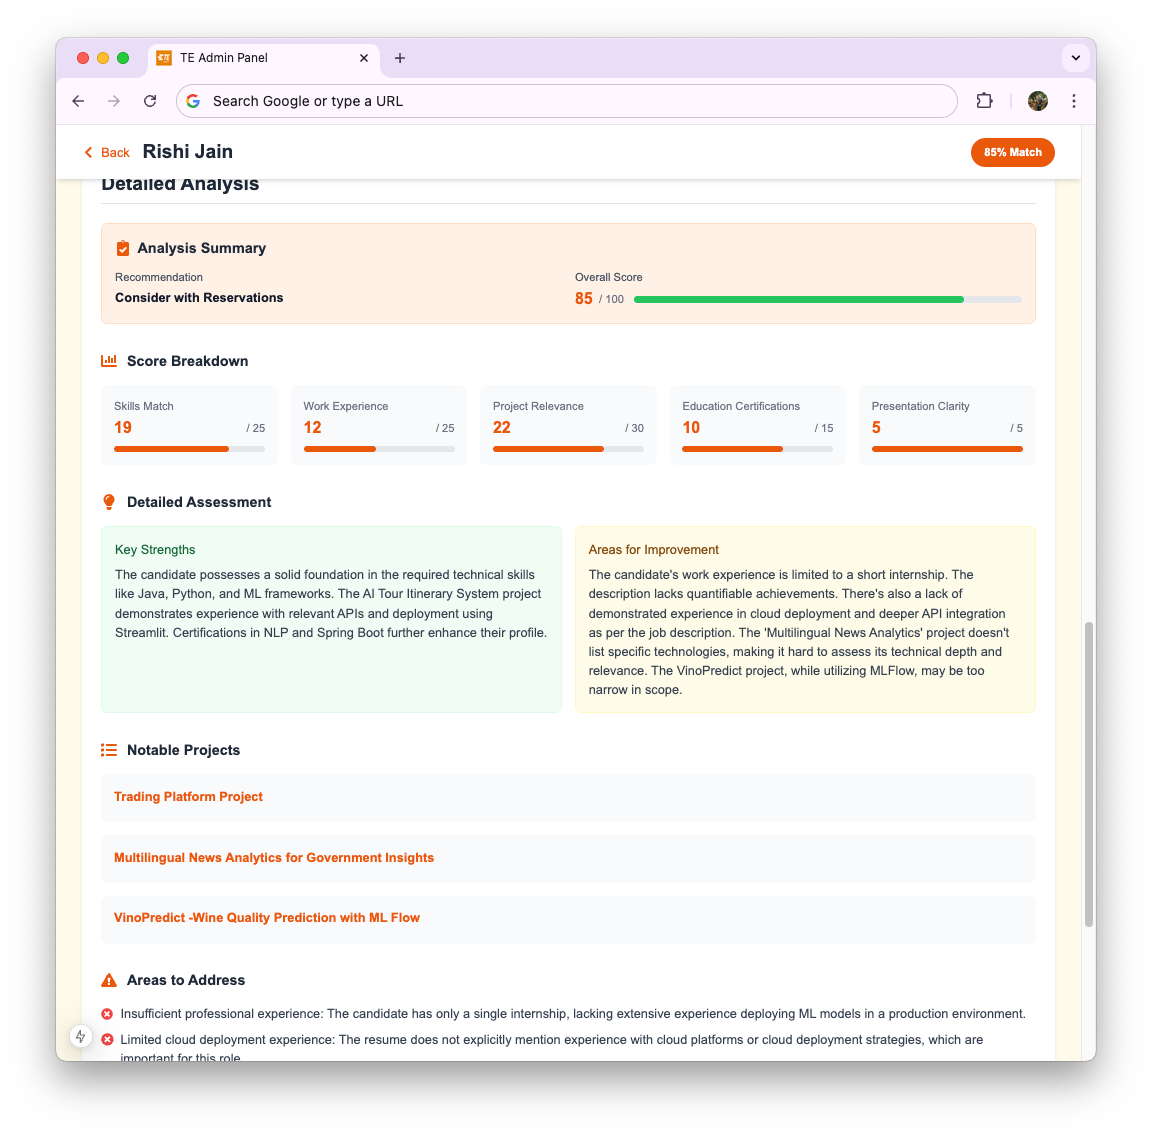 TE Admin Panel
Search Google or type a URL
Back
Rishi Jain
85% Match
Detailed Analysis
Analysis Summary
Recommendation
Consider with Reservations
Overall Score
85 / 100
Score Breakdown
Skills Match
19 / 25
Work Experience
12 / 25
Project Relevance
22 / 30
Education Certifications
10 / 15
Presentation Clarity
5 / 5
Detailed Assessment
Key Strengths
The candidate possesses a solid foundation in the required technical skills
like Java, Python, and ML frameworks. The AI Tour Itinerary System project
demonstrates experience with relevant APIs and deployment using
Streamlit. Certifications in NLP and Spring Boot further enhance their profile.
Areas for Improvement
The candidate's work experience is limited to a short internship. The
description lacks quantifiable achievements. There's also a lack of
demonstrated experience in cloud deployment and deeper API integration
as per the job description. The 'Multilingual News Analytics' project doesn't
list specific technologies, making it hard to assess its technical depth and
relevance. The VinoPredict project, while utilizing MLFlow, may be too
narrow in scope.
Notable Projects
Trading Platform Project
Multilingual News Analytics for Government Insights
VinoPredict -Wine Quality Prediction with ML Flow
Areas to Address
Insufficient professional experience: The candidate has only a single internship, lacking extensive experience deploying ML models in a production environment.
Limited cloud deployment experience: The resume does not explicitly mention experience with cloud platforms or cloud deployment strategies, which are
important for this role.